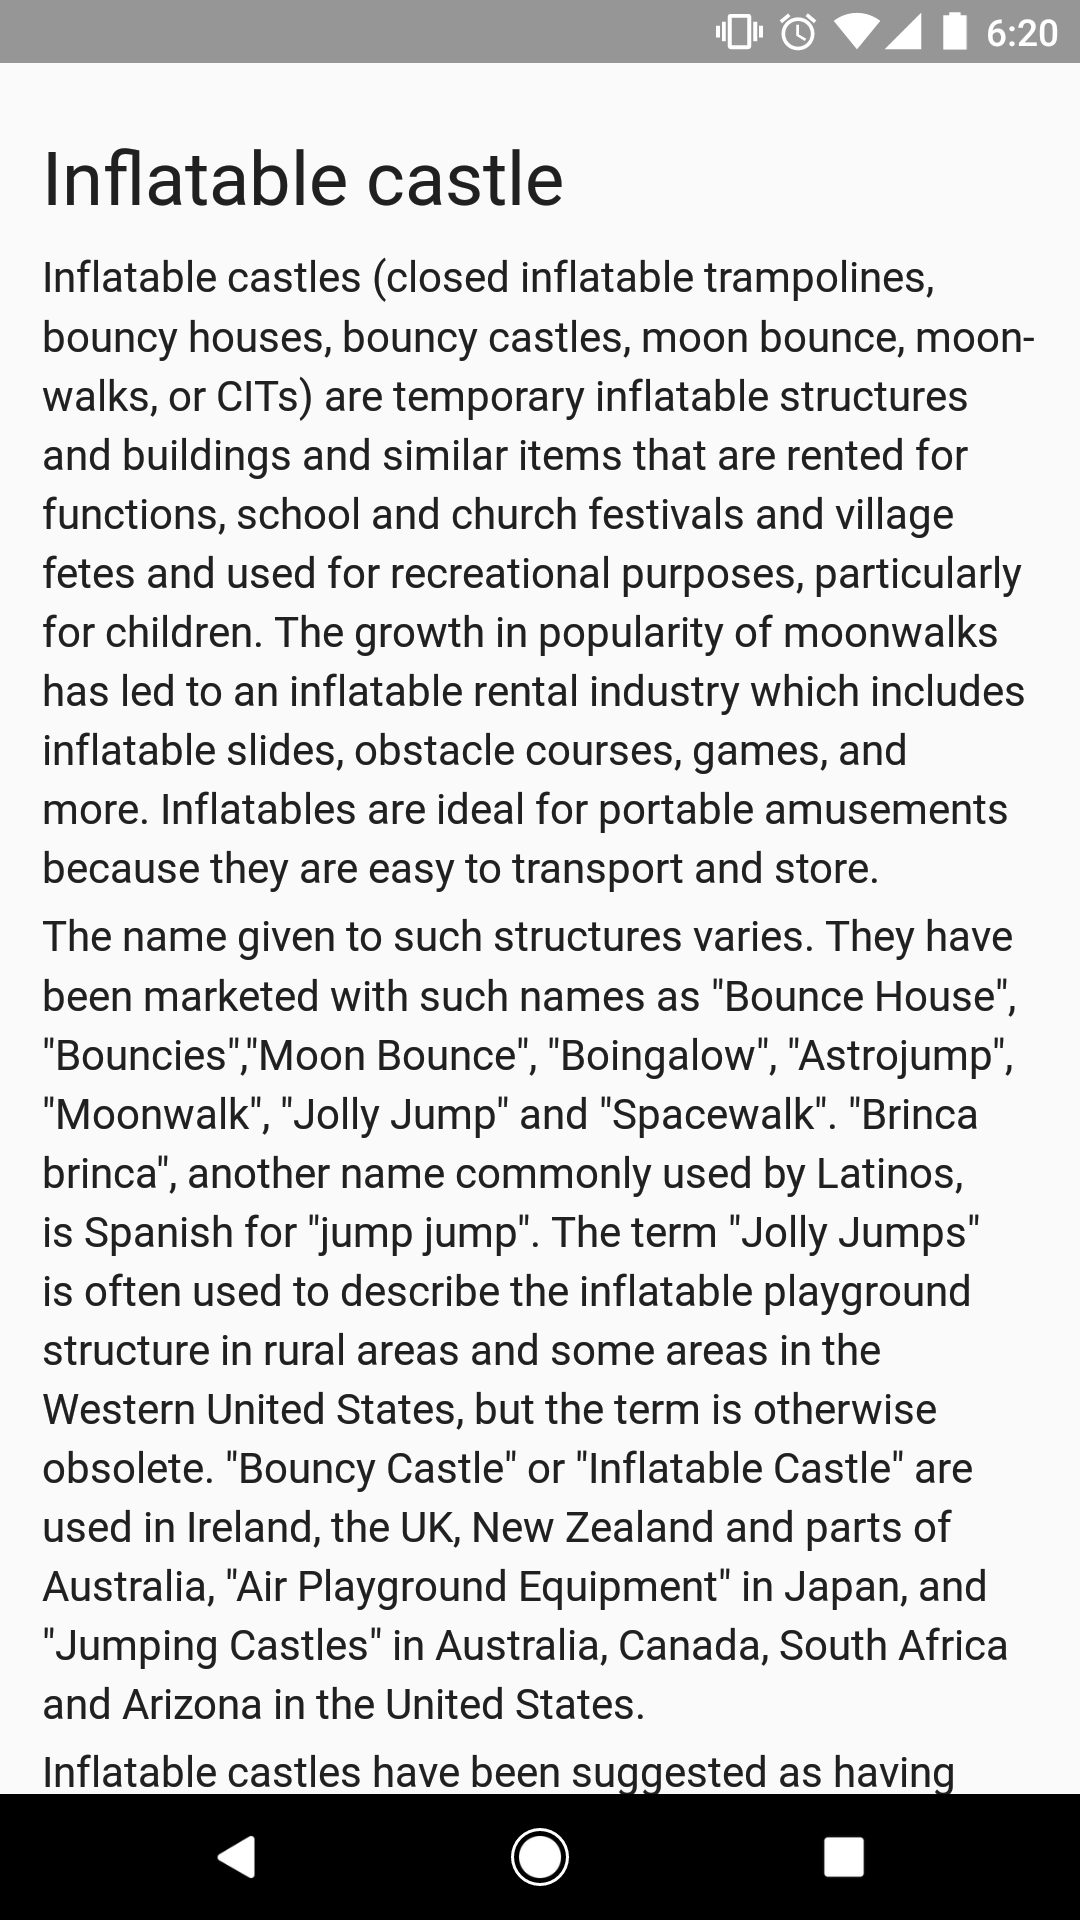 6:20
Inflatable castle
Inflatable castles (closed inflatable trampolines,
bouncy houses, bouncy castles, moon bounce, moon-
walks, or CITs) are temporary inflatable structures
and buildings and similar items that are rented for
functions, school and church festivals and village
fetes and used for recreational purposes, particularly
for children. The growth in popularity of moonwalks
has led to an inflatable rental industry which includes
inflatable slides, obstacle courses, games, and
more. Inflatables are ideal for portable amusements
because they are easy to transport and store.
The name given to such structures varies. They have
been marketed with such names as "Bounce House",
"Bouncies","Moon Bounce", "Boingalow", "Astrojump",
"Moonwalk", "Jolly Jump" and "Spacewalk". "Brinca
brinca", another name commonly used by Latinos,
is Spanish for "jump jump". The term "Jolly Jumps"
is often used to describe the inflatable playground
structure in rural areas and some areas in the
Western United States, but the term is otherwise
obsolete. "Bouncy Castle" or "Inflatable Castle" are
used in Ireland, the UK, New Zealand and parts of
Australia, "Air Playground Equipment" in Japan, and
"Jumping Castles" in Australia, Canada, South Africa
and Arizona in the United States.
Inflatable castles have been suggested as having